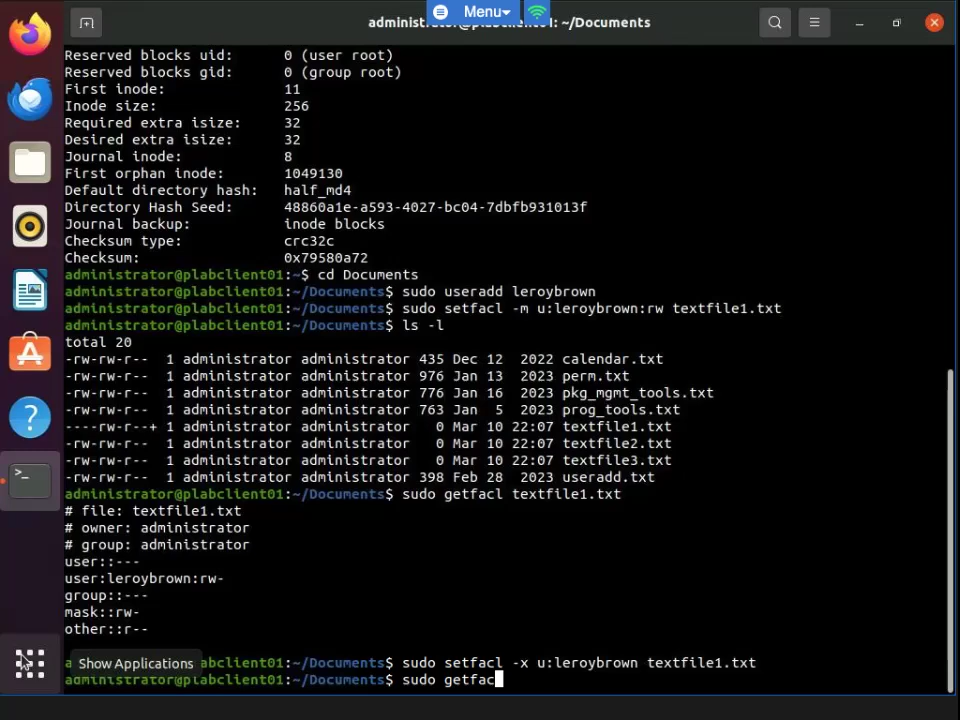 Menu
administrator@plabclient01: ~/Documents
Reserved blocks uid:      0 (user root)
Reserved blocks gid:      0 (group root)
First inode:              11
Inode size:               256
Required extra isize:     32
Desired extra isize:      32
Journal inode:            8
First orphan inode:       1049130
Default directory hash:   half_md4
Directory Hash Seed:      48860a1e-a593-4027-bc04-7dbfb931013f
Journal backup:           inode blocks
Checksum type:            crc32c
Checksum:                 0x79580a72
administrator@plabclient01:~$ cd Documents
administrator@plabclient01:~/Documents$ sudo useradd leroybrown
administrator@plabclient01:~/Documents$ sudo setfacl -m u:leroybrown:rw textfile1.txt
administrator@plabclient01:~/Documents$ ls -l
total 20
-rw-rw-r--  1 administrator administrator 435 Dec 12  2022 calendar.txt
-rw-rw-r--  1 administrator administrator 976 Jan 13  2023 perm.txt
-rw-rw-r--  1 administrator administrator 776 Jan 16  2023 pkg_mgmt_tools.txt
-rw-rw-r--  1 administrator administrator 763 Jan  5  2023 prog_tools.txt
----rw-r--+ 1 administrator administrator   0 Mar 10 22:07 textfile1.txt
-rw-rw-r--  1 administrator administrator   0 Mar 10 22:07 textfile2.txt
-rw-rw-r--  1 administrator administrator   0 Mar 10 22:07 textfile3.txt
-rw-rw-r--  1 administrator administrator 398 Feb 28  2023 useradd.txt
administrator@plabclient01:~/Documents$ sudo getfacl textfile1.txt
# file: textfile1.txt
# owner: administrator
# group: administrator
user::---
user:leroybrown:rw-
group::---
mask::rw-
other::r--
Show Applications
abclient01:~/Documents$ sudo setfacl -x u:leroybrown textfile1.txt
administrator@plabclient01:~/Documents$ sudo getfac